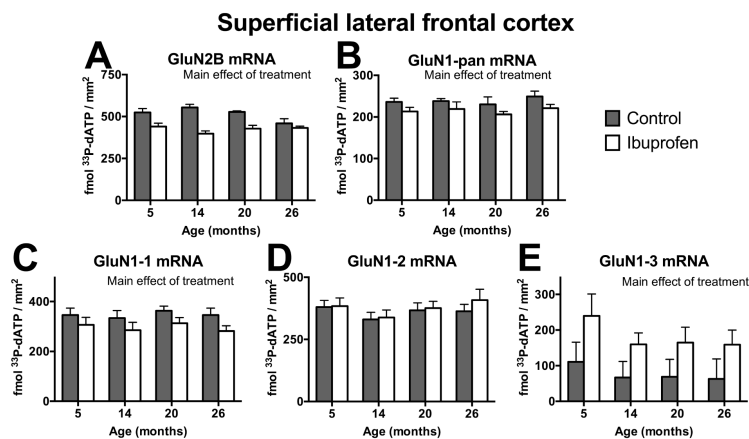 Superficial lateral frontal cortex
A
GluN2B mRNA
Main effect of treatment
fmol ³³P-dATP / mm²
750
500
250
0
5 14 20 26
Age (months)
B
GluN1-pan mRNA
Main effect of treatment
fmol ³³P-dATP / mm²
300
200
100
0
5 14 20 26
Age (months)
Control
Ibuprofen
C
GluN1-1 mRNA
Main effect of treatment
fmol ³³P-dATP / mm²
400
200
0
5 14 20 26
Age (months)
D
GluN1-2 mRNA
fmol ³³P-dATP / mm²
500
250
0
5 14 20 26
Age (months)
E
GluN1-3 mRNA
Main effect of treatment
fmol ³³P-dATP / mm²
300
200
100
0
5 14 20 26
Age (months)